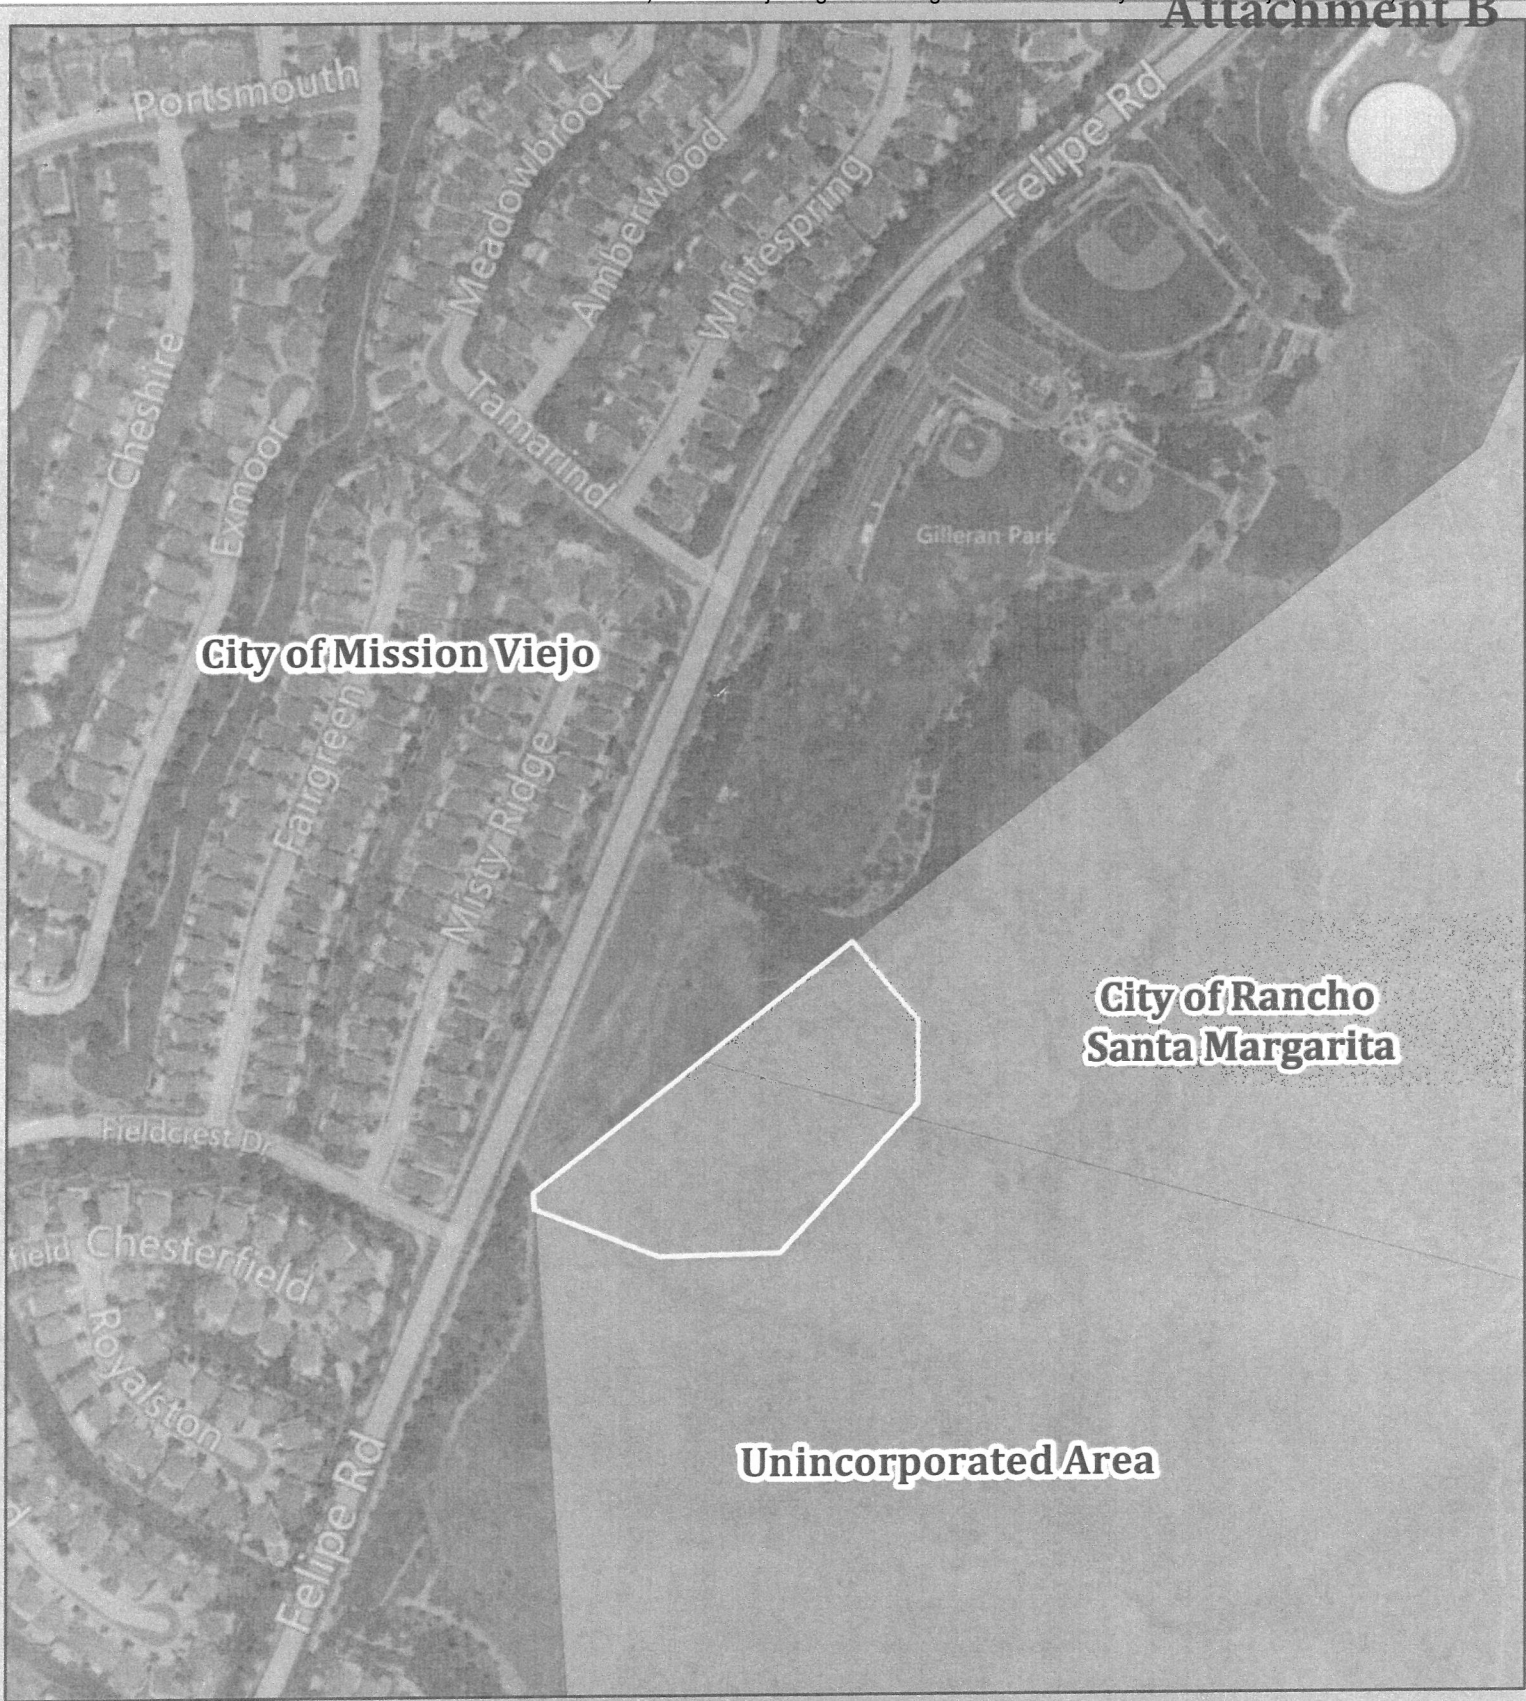 Attachment B
Portsmouth
Meadowbrook
Amberwood
Whitespring
Felipe Rd
Cheshire
Exmoor
Tamarind
Gilleran Park
City of Mission Viejo
Fairgreen
Misty Ridge
City of Rancho
Santa Margarita
Fieldcrest Dr
field
Chesterfield
Royalston
Unincorporated Area
Felipe Rd